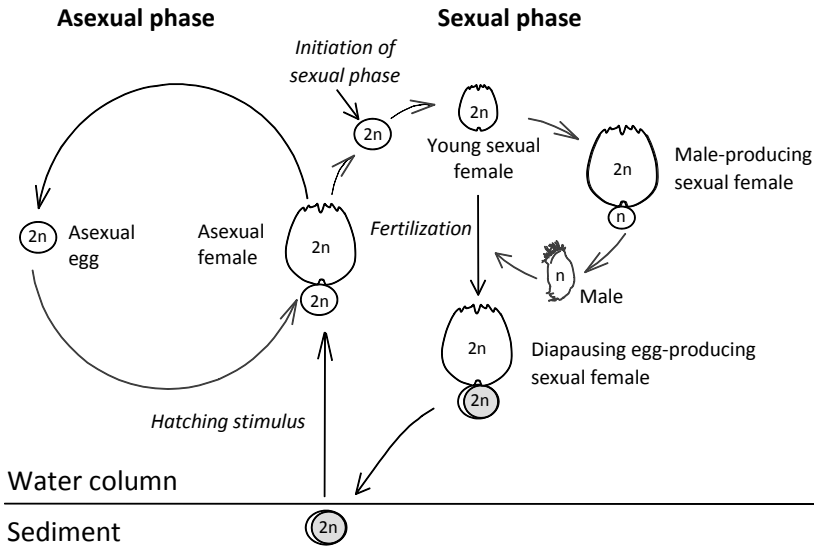 Asexual phase
Sexual phase
Initiation of
sexual phase
2n
2n
Young sexual
female
2n
n
Male-producing
sexual female
2n
Asexual
egg
Asexual
female
2n
2n
Fertilization
n
Male
2n
2n
Diapausing egg-producing
sexual female
Hatching stimulus
Water column
Sediment
2n